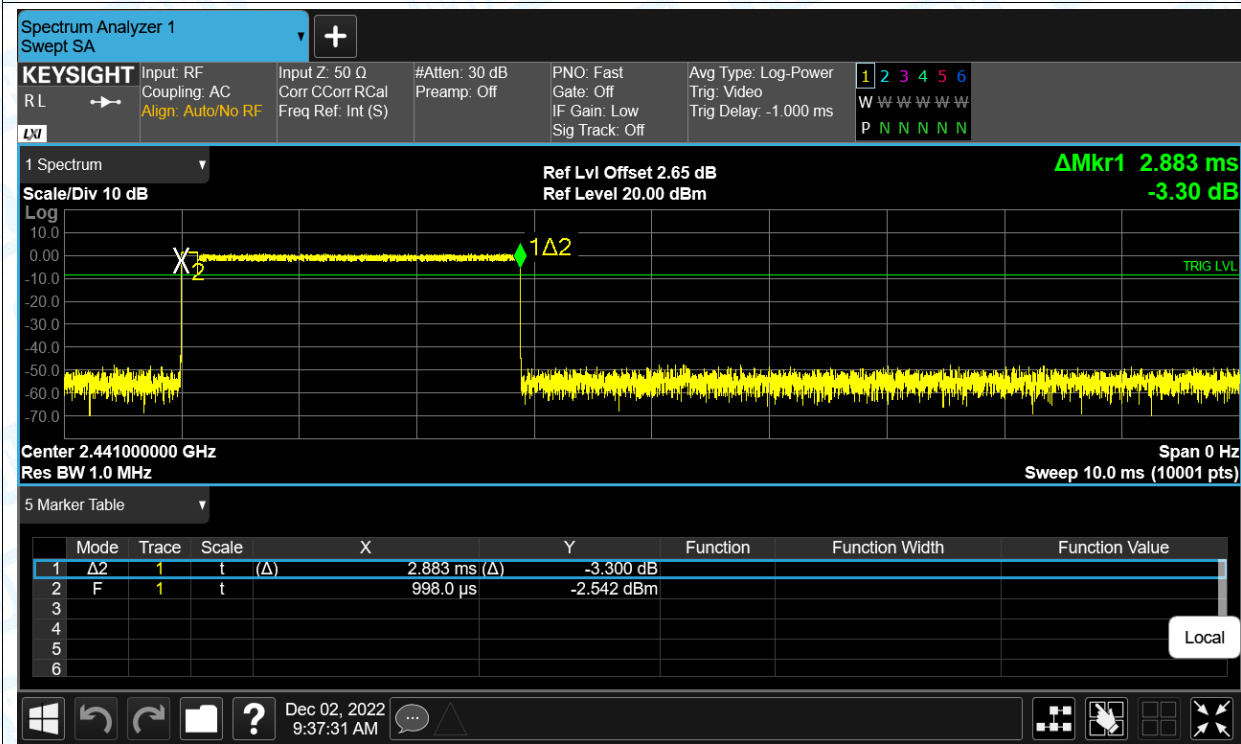 Spectrum Analyzer 1
Swept SA
+
KEYSIGHT Input: RF Input Z: 50 Ω #Atten: 30 dB PNO: Fast Avg Type: Log-Power 1 2 3 4 5 6
R L Coupling: AC Corr CCorr RCal Preamp: Off Gate: Off Trig: Video W W W W W W
Align: Auto/No RF Freq Ref: Int (S) IF Gain: Low Trig Delay: -1.000 ms P N N N N N
LXI Sig Track: Off
1 Spectrum
Ref Lvl Offset 2.65 dB ΔMkr1 2.883 ms
Scale/Div 10 dB Ref Level 20.00 dBm -3.30 dB
Log
10.0
0.00
-10.0
-20.0
-30.0
-40.0
-50.0
-60.0
-70.0
1Δ2
X2
TRIG LVL
Center 2.441000000 GHz Span 0 Hz
Res BW 1.0 MHz Sweep 10.0 ms (10001 pts)
5 Marker Table
Mode Trace Scale X Y Function Function Width Function Value
1 Δ2 1 t (Δ) 2.883 ms (Δ) -3.300 dB
2 F 1 t 998.0 µs -2.542 dBm
3
4
5
6
Local
? Dec 02, 2022
9:37:31 AM